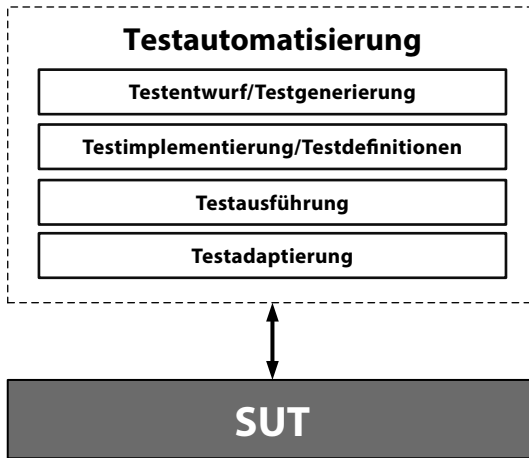 Testautomatisierung
Testentwurf/Testgenerierung
Testimplementierung/Testdefinitionen
Testausführung
Testadaptierung
SUT